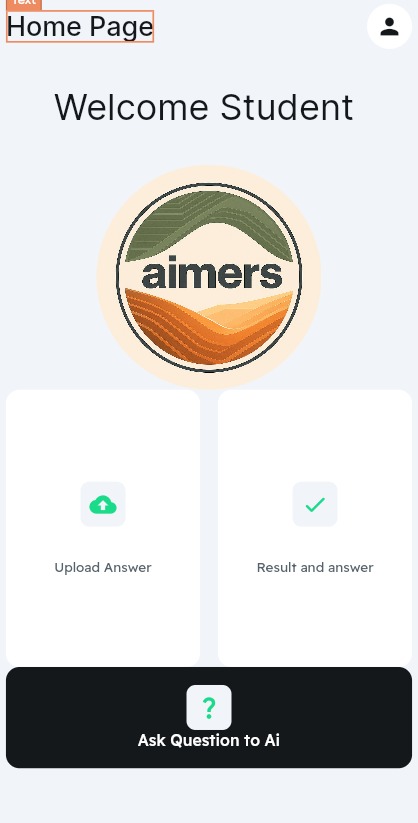 Text
Home Page
Welcome Student
aimers
Upload Answer
Result and answer
?
Ask Question to Ai